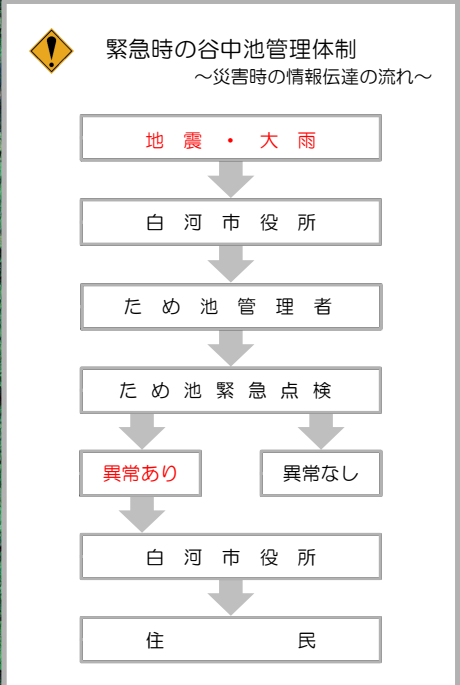 緊急時の谷中池管理体制
～災害時の情報伝達の流れ～
地震・大雨
白河市役所
ため池管理者
ため池緊急点検
異常あり 異常なし
白河市役所
住民